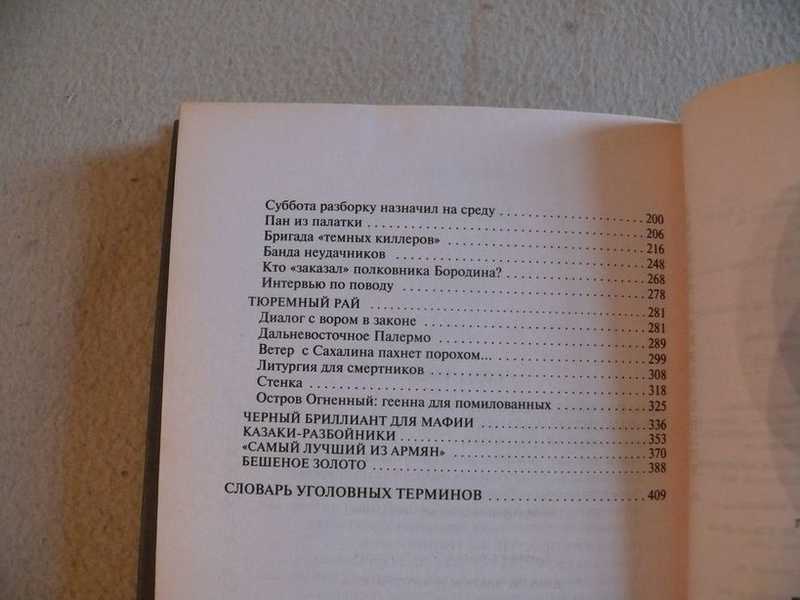 Суббота разборку назначил на среду 200
Пан из палатки 206
Бригада «темных киллеров» 216
Банда неудачников 248
Кто «заказал» полковника Бородина? 268
Интервью по поводу 278
ТЮРЕМНЫЙ РАЙ 281
Диалог с вором в законе 281
Дальневосточное Палермо 289
Ветер с Сахалина пахнет порохом... 299
Литургия для смертников 308
Стенка 318
Остров Огненный: геенна для помилованных 325
ЧЕРНЫЙ БРИЛЛИАНТ ДЛЯ МАФИИ 336
КАЗАКИ-РАЗБОЙНИКИ 353
«САМЫЙ ЛУЧШИЙ ИЗ АРМЯН» 370
БЕШЕНОЕ ЗОЛОТО 388
СЛОВАРЬ УГОЛОВНЫХ ТЕРМИНОВ 409